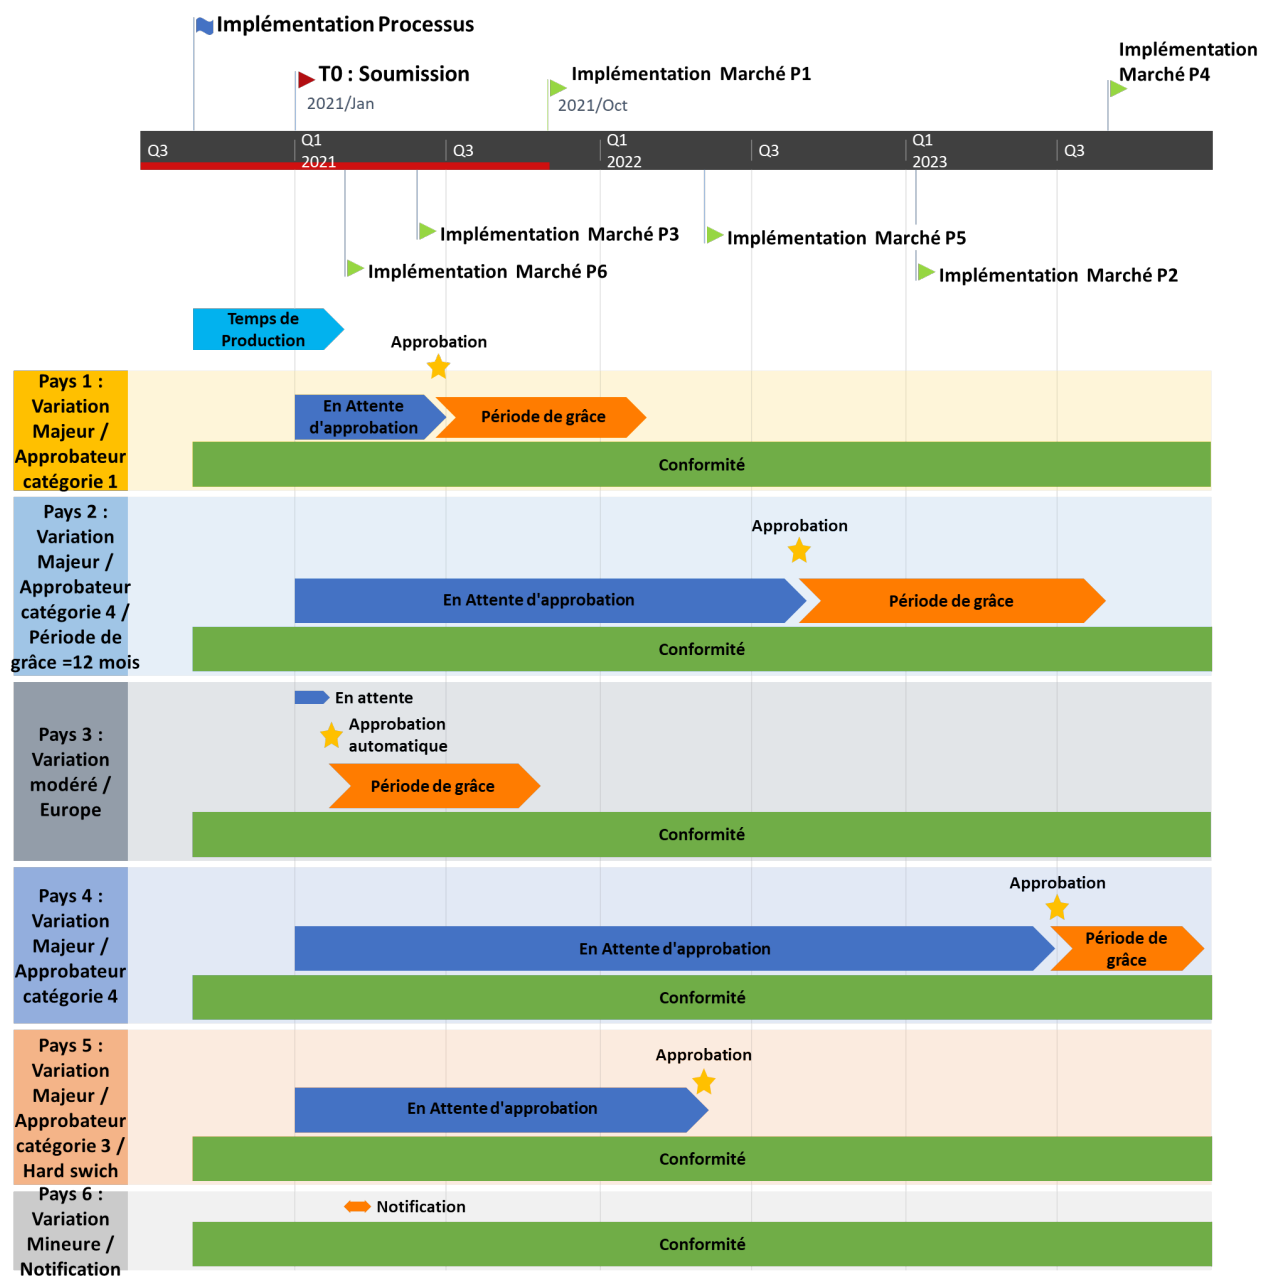 Implémentation Processus
T0 : Soumission
2021/Jan
Implémentation Marché P1
2021/Oct
Implémentation
Marché P4
Q3
Q1
2021
Q3
Q1
2022
Q3
Q1
2023
Q3
Implémentation Marché P3
Implémentation Marché P5
Implémentation Marché P6
Implémentation Marché P2
Temps de
Production
Approbation
Pays 1 :
Variation
Majeur /
Approbateur
catégorie 1
En Attente
d'approbation
Période de grâce
Conformité
Pays 2 :
Variation
Majeur /
Approbateur
catégorie 4 /
Période de
grâce =12 mois
Approbation
En Attente d'approbation
Période de grâce
Conformité
Pays 3 :
Variation
modéré /
Europe
En attente
Approbation
automatique
Période de grâce
Conformité
Pays 4 :
Variation
Majeur /
Approbateur
catégorie 4
Approbation
En Attente d'approbation
Période de
grâce
Conformité
Pays 5 :
Variation
Majeur /
Approbateur
catégorie 3 /
Hard swich
Approbation
En Attente d'approbation
Conformité
Pays 6 :
Variation
Mineure /
Notification
Notification
Conformité